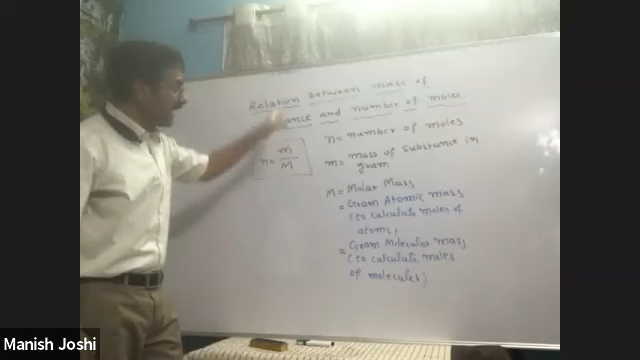 Relation between mass of
ance and number of moles.
n = m/M
n = number of moles
m = mass of substance in
gram
M = Molar Mass
= Gram Atomic mass
(to calculate moles of
atoms)
= Gram Molecular mass
(to calculate moles
of molecules)
Manish Joshi